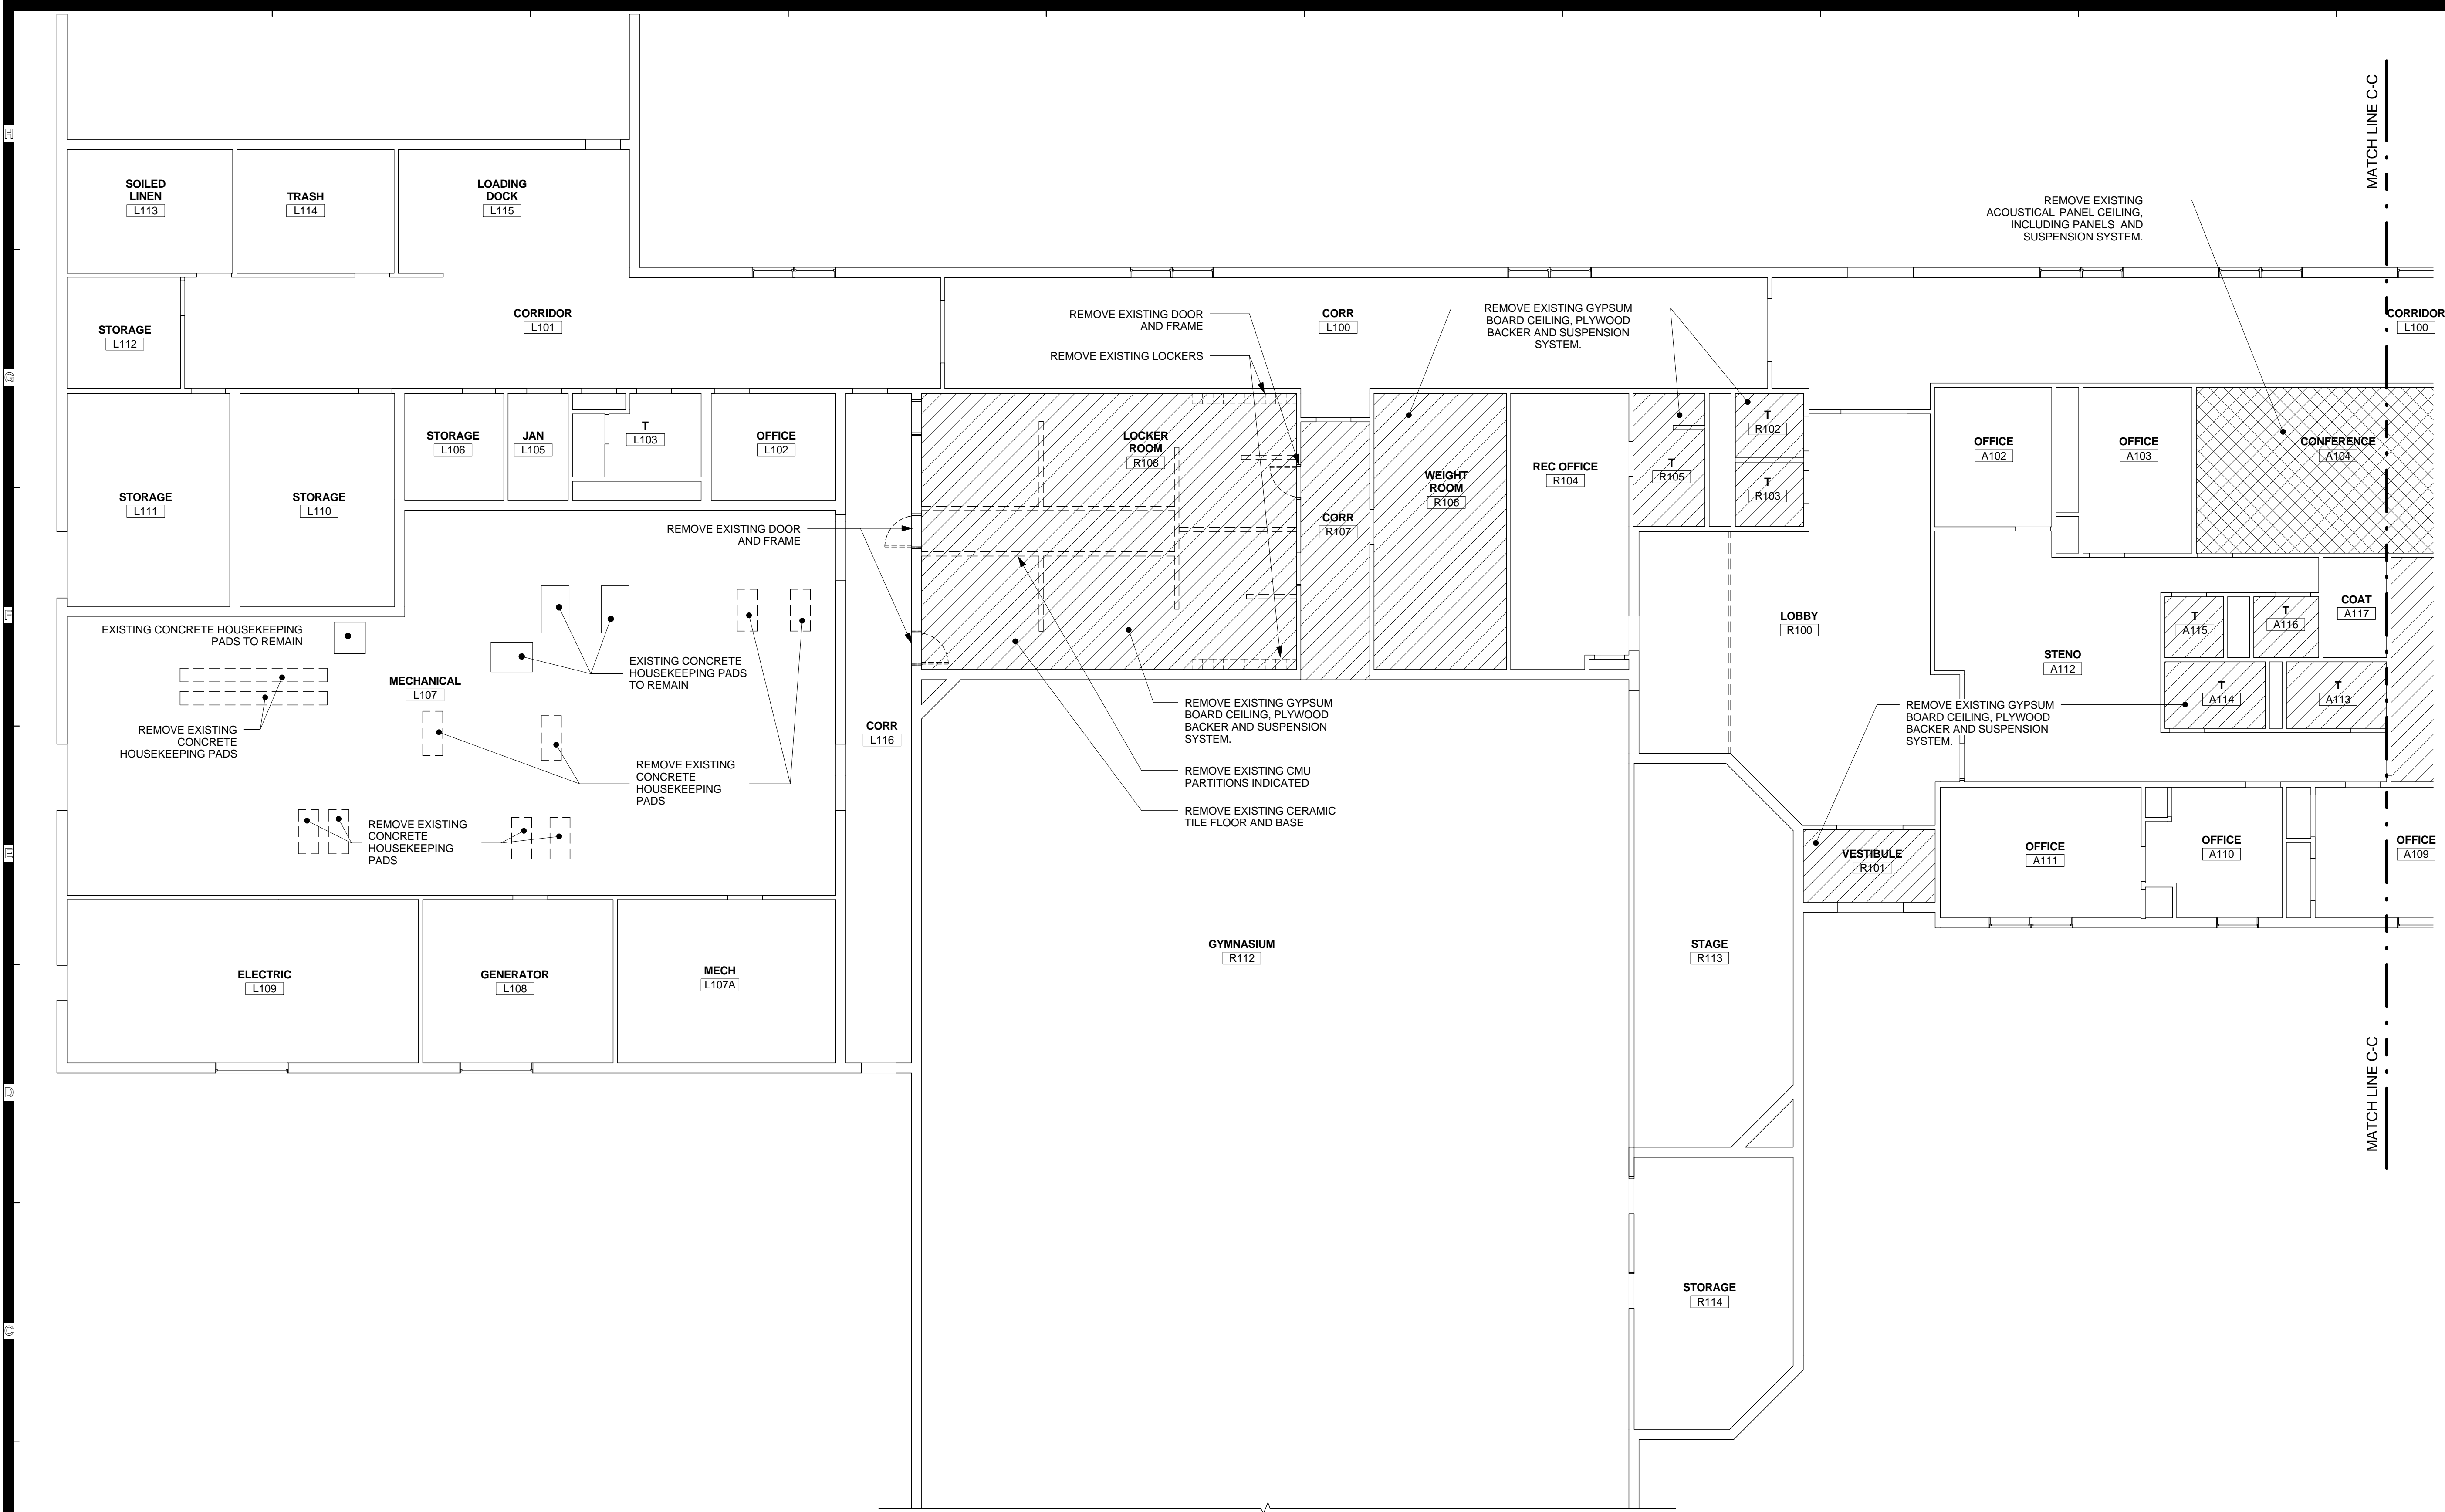 H
G
F
E
D
C
MATCH LINE C-C
SOILED
LINEN
L113
TRASH
L114
LOADING
DOCK
L115
REMOVE EXISTING
ACOUSTICAL PANEL CEILING,
INCLUDING PANELS AND
SUSPENSION SYSTEM.
STORAGE
L112
CORRIDOR
L101
REMOVE EXISTING DOOR
AND FRAME
REMOVE EXISTING LOCKERS
CORR
L100
REMOVE EXISTING GYPSUM
BOARD CEILING, PLYWOOD
BACKER AND SUSPENSION
SYSTEM.
CORRIDOR
L100
STORAGE
L111
STORAGE
L110
STORAGE
L106
JAN
L105
T
L103
OFFICE
L102
LOCKER
ROOM
R108
CORR
R107
WEIGHT
ROOM
R106
REC OFFICE
R104
T
R105
T
R102
T
R103
OFFICE
A102
OFFICE
A103
CONFERENCE
A104
REMOVE EXISTING DOOR
AND FRAME
EXISTING CONCRETE HOUSEKEEPING
PADS TO REMAIN
EXISTING CONCRETE
HOUSEKEEPING PADS
TO REMAIN
MECHANICAL
L107
REMOVE EXISTING
CONCRETE
HOUSEKEEPING PADS
REMOVE EXISTING
CONCRETE
HOUSEKEEPING
PADS
REMOVE EXISTING
CONCRETE
HOUSEKEEPING
PADS
CORR
L116
REMOVE EXISTING GYPSUM
BOARD CEILING, PLYWOOD
BACKER AND SUSPENSION
SYSTEM.
REMOVE EXISTING CMU
PARTITIONS INDICATED
REMOVE EXISTING CERAMIC
TILE FLOOR AND BASE
LOBBY
R100
STENO
A112
T
A115
T
A116
COAT
A117
T
A114
T
A113
REMOVE EXISTING GYPSUM
BOARD CEILING, PLYWOOD
BACKER AND SUSPENSION
SYSTEM.
VESTIBULE
R101
OFFICE
A111
OFFICE
A110
OFFICE
A109
ELECTRIC
L109
GENERATOR
L108
MECH
L107A
GYMNASIUM
R112
STAGE
R113
STORAGE
R114
MATCH LINE C-C